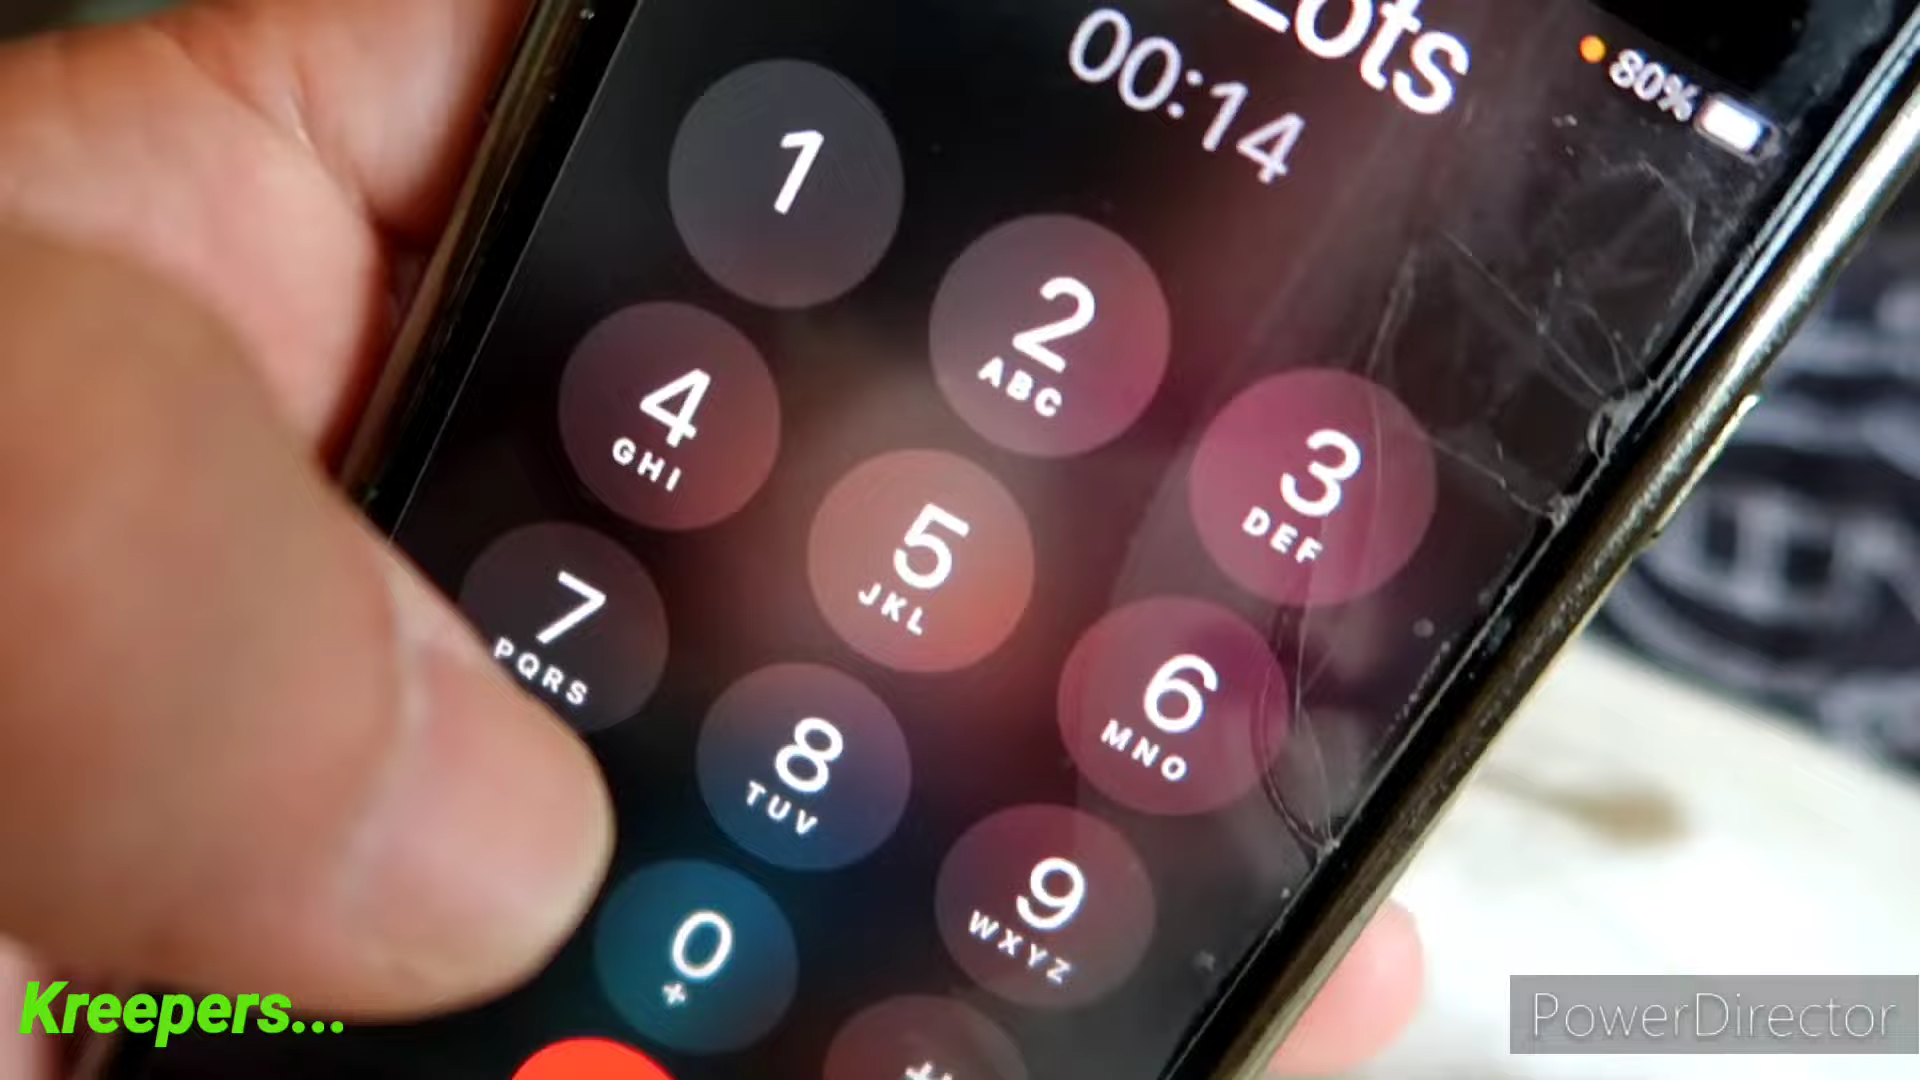 Lots
00:14
80%
1
2
ABC
3
DEF
4
GHI
5
JKL
6
MNO
7
PQRS
8
TUV
9
WXYZ
0
+
Kreepers...
PowerDirector